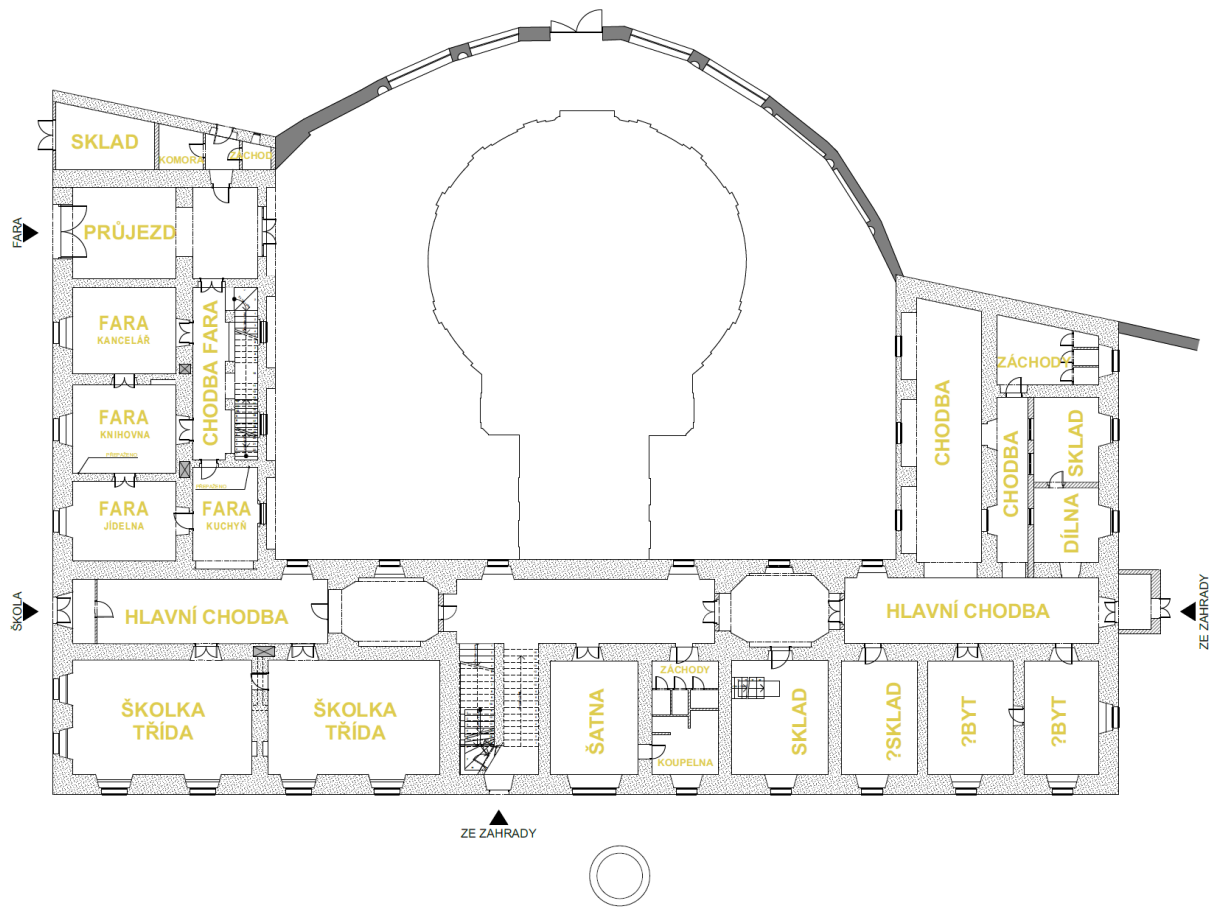 SKLAD
KOMORA
ZÁCHOD
FARA
PRŮJEZD
FARA
KANCELÁŘ
CHODBA FARA
FARA
KNIHOVNA
PŘEPAŽENO
FARA
JÍDELNA
PŘEPAŽENO
FARA
KUCHYŇ
CHODBA
ZÁCHODY
CHODBA
SKLAD
DÍLNA
ŠKOLA
HLAVNÍ CHODBA
HLAVNÍ CHODBA
ZE ZAHRADY
ŠKOLKA
TŘÍDA
ŠKOLKA
TŘÍDA
ŠATNA
ZÁCHODY
KOUPELNA
SKLAD
?SKLAD
?BYT
?BYT
ZE ZAHRADY